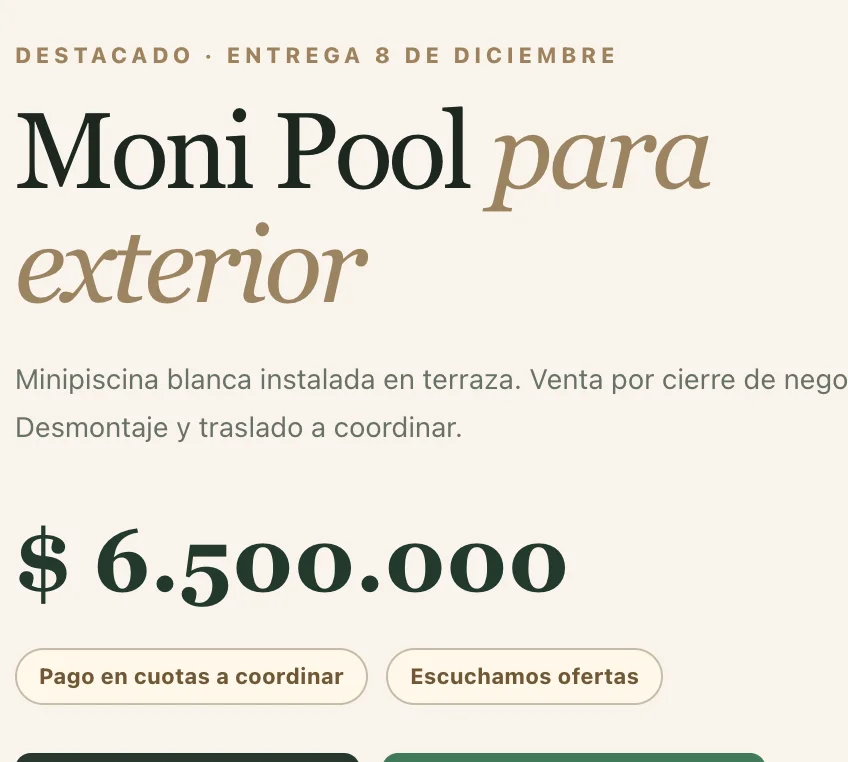 DESTACADO · ENTREGA 8 DE DICIEMBRE
Moni Pool para
exterior
Minipiscina blanca instalada en terraza. Venta por cierre de nego
Desmontaje y traslado a coordinar.
$ 6.500.000
Pago en cuotas a coordinar
Escuchamos ofertas